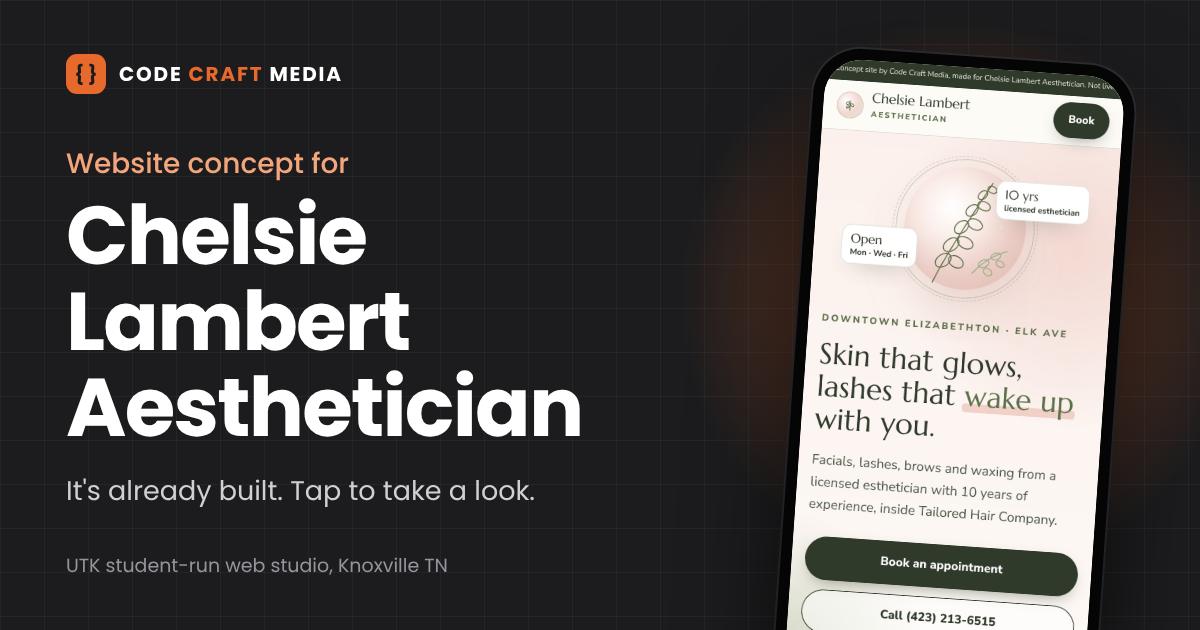 { } CODE CRAFT MEDIA
Website concept for
Chelsie
Lambert
Aesthetician
It's already built. Tap to take a look.
UTK student-run web studio, Knoxville TN
concept site by Code Craft Media, made for Chelsie Lambert Aesthetician. Not live
Chelsie Lambert
AESTHETICIAN
Book
10 yrs
licensed esthetician
Open
Mon · Wed · Fri
DOWNTOWN ELIZABETHTON · ELK AVE
Skin that glows,
lashes that wake up
with you.
Facials, lashes, brows and waxing from a
licensed esthetician with 10 years of
experience, inside Tailored Hair Company.
Book an appointment
Call (423) 213-6515